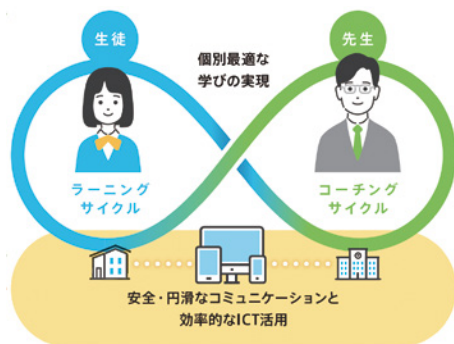 生徒
先生
個別最適な
学びの実現
ラーニング
サイクル
コーチング
サイクル
安全・円滑なコミュニケーションと
効率的なICT活用